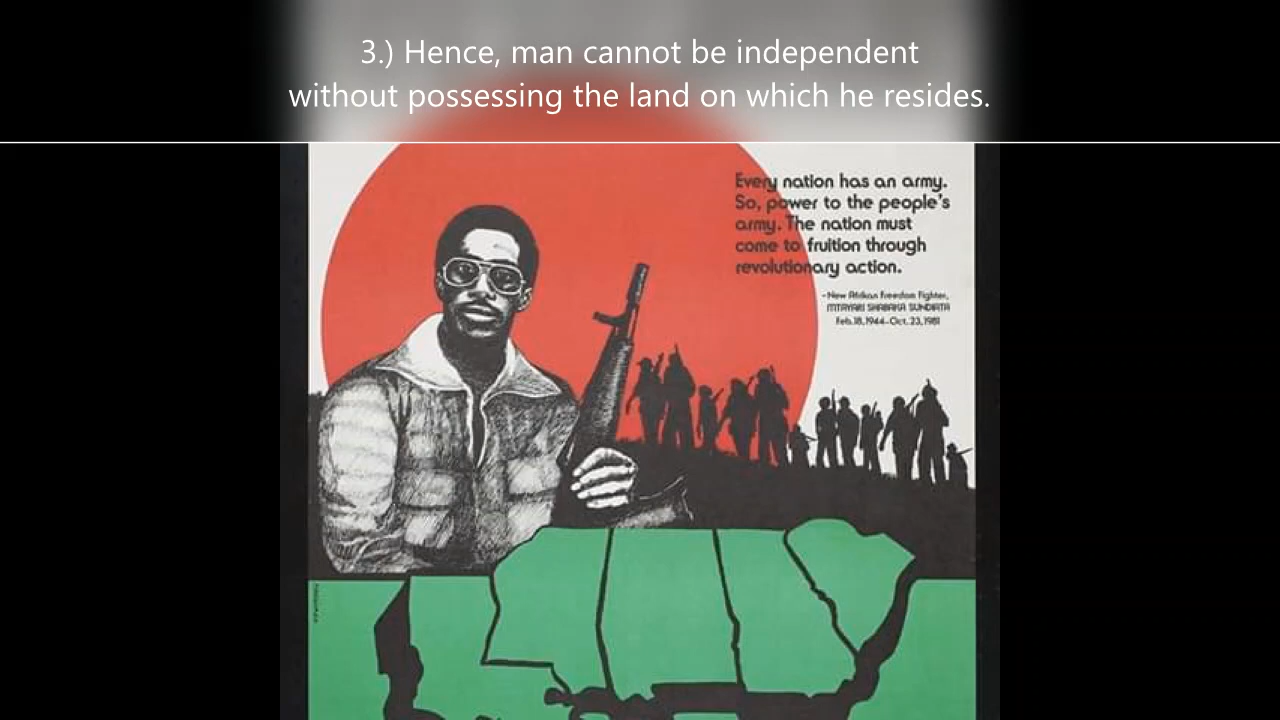 3.) Hence, man cannot be independent
without possessing the land on which he resides.
Every nation has an army.
So, power to the people's
army. The nation must
come to fruition through
revolutionary action.
-New Afrikan Freedom Fighter,
MTAYARI SHABAKA SUNDIATA
Feb.18,1944-Oct.23,1981